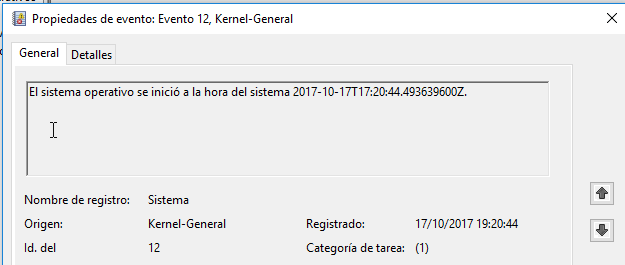 Propiedades de evento: Evento 12, Kernel-General
General Detalles
El sistema operativo se inició a la hora del sistema 2017-10-17T17:20:44.493639600Z.
Nombre de registro: Sistema
Origen: Kernel-General Registrado: 17/10/2017 19:20:44
Id. del 12 Categoría de tarea: (1)